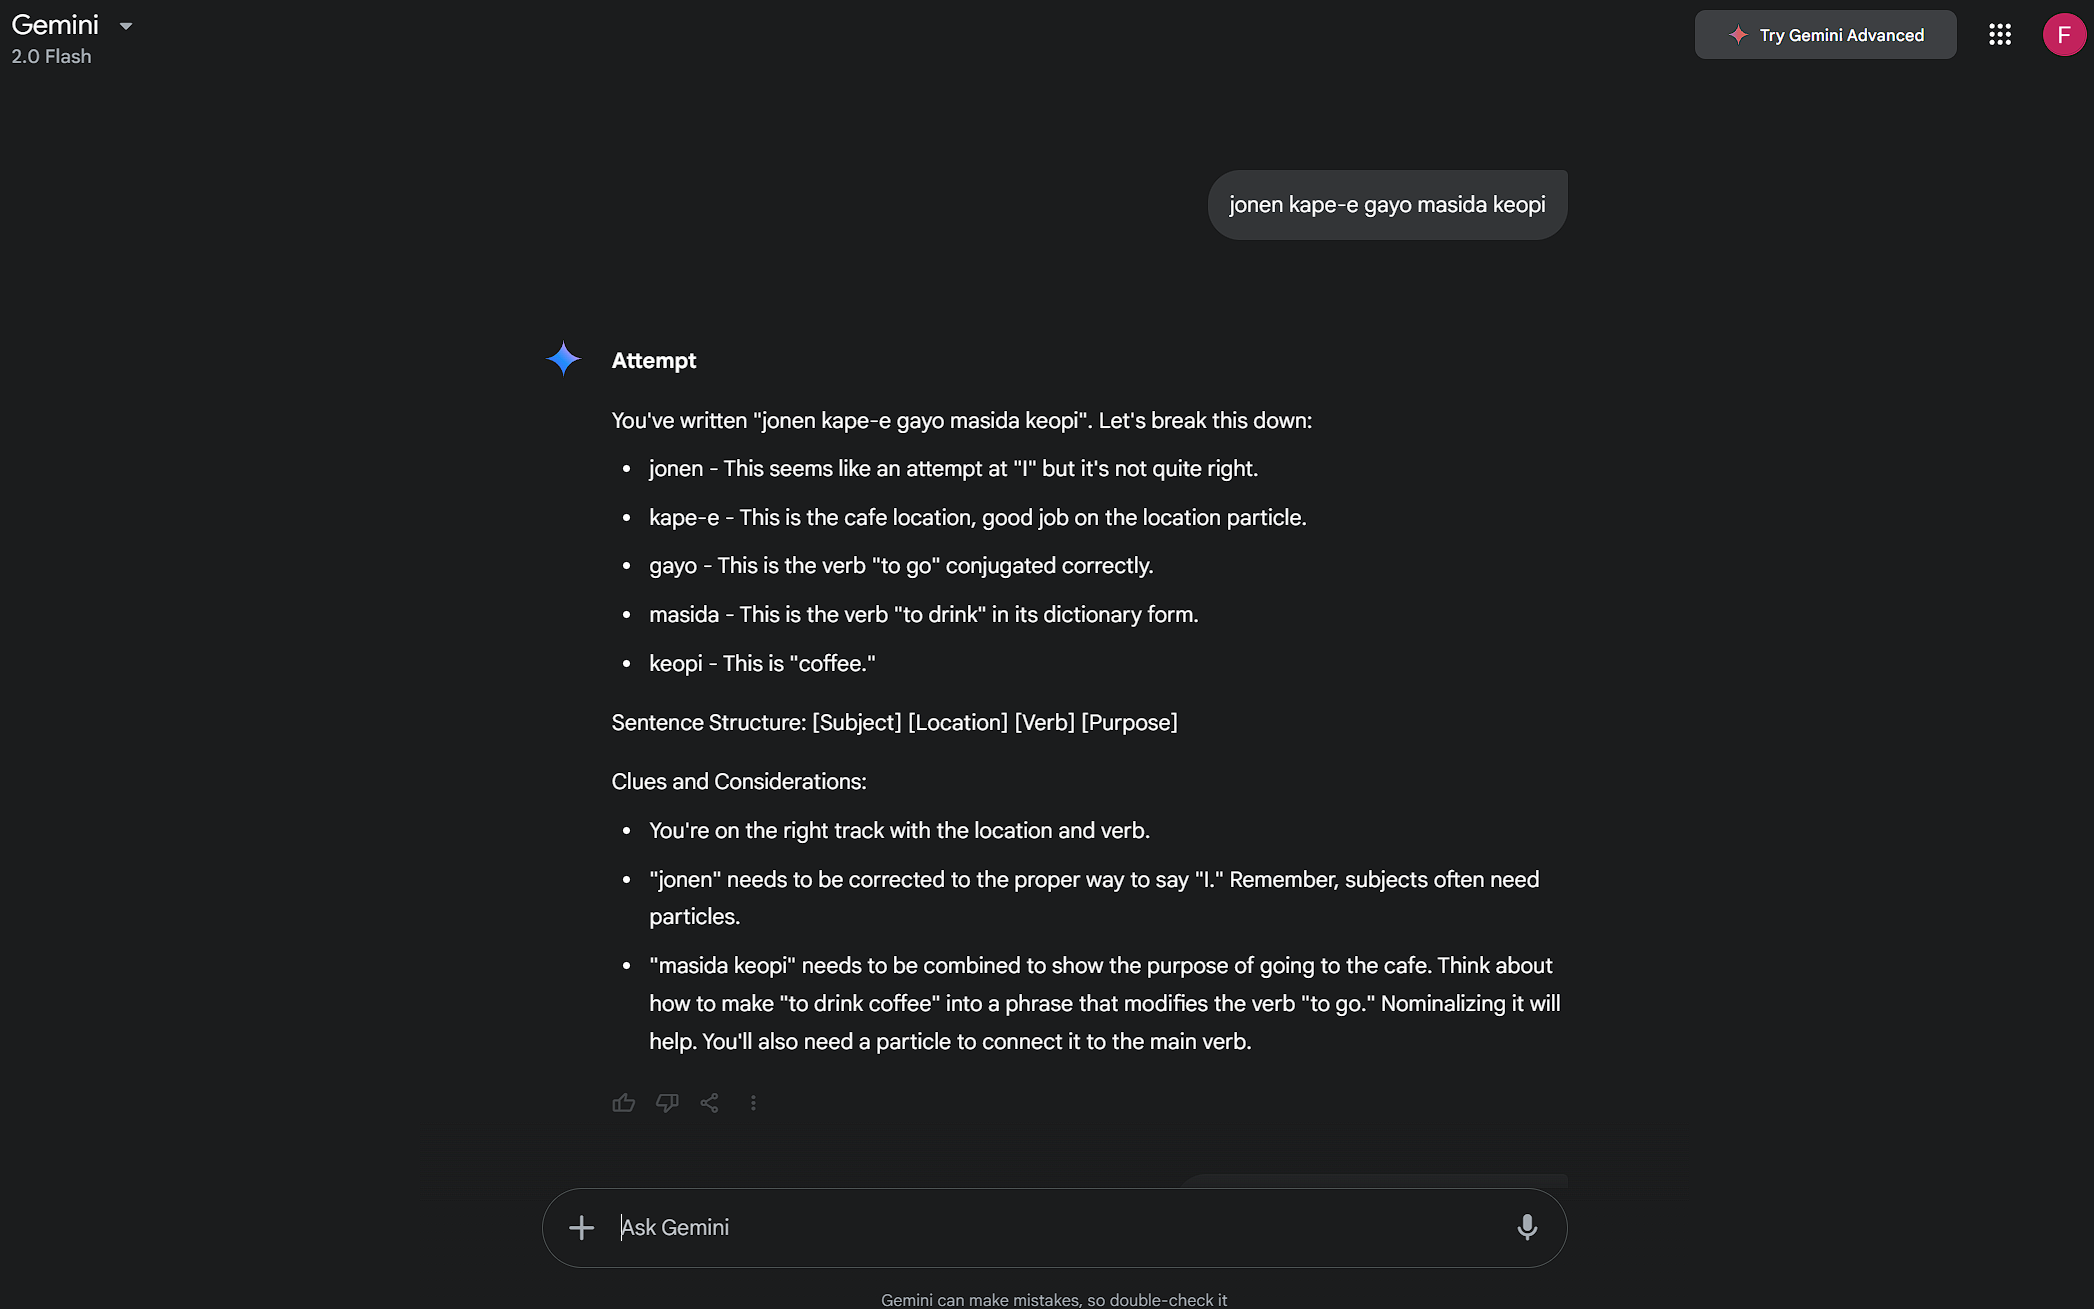 Gemini
2.0 Flash
Try Gemini Advanced
F
jonen kape-e gayo masida keopi
Attempt
You've written "jonen kape-e gayo masida keopi". Let's break this down:
• jonen - This seems like an attempt at "I" but it's not quite right.
• kape-e - This is the cafe location, good job on the location particle.
• gayo - This is the verb "to go" conjugated correctly.
• masida - This is the verb "to drink" in its dictionary form.
• keopi - This is "coffee."
Sentence Structure: [Subject] [Location] [Verb] [Purpose]
Clues and Considerations:
• You're on the right track with the location and verb.
• "jonen" needs to be corrected to the proper way to say "I." Remember, subjects often need
particles.
• "masida keopi" needs to be combined to show the purpose of going to the cafe. Think about
how to make "to drink coffee" into a phrase that modifies the verb "to go." Nominalizing it will
help. You'll also need a particle to connect it to the main verb.
Ask Gemini
Gemini can make mistakes, so double-check it